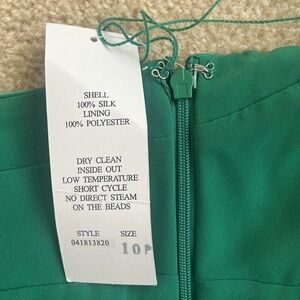 SHELL
100% SILK
LINING
100% POLYESTER
DRY CLEAN
INSIDE OUT
LOW TEMPERATURE
SHORT CYCLE
NO DIRECT STEAM
ON THE BEADS
STYLE SIZE
041813820 10P